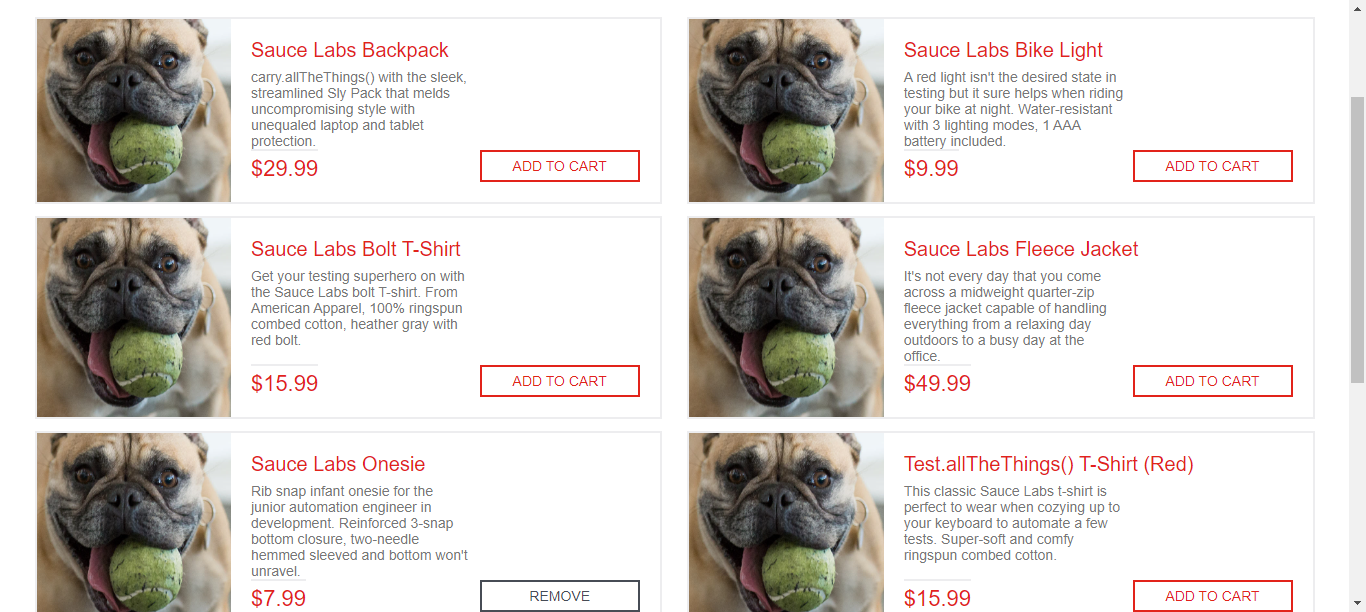 Sauce Labs Backpack
carry.allTheThings() with the sleek,
streamlined Sly Pack that melds
uncompromising style with
unequaled laptop and tablet
protection.
$29.99
ADD TO CART
Sauce Labs Bike Light
A red light isn't the desired state in
testing but it sure helps when riding
your bike at night. Water-resistant
with 3 lighting modes, 1 AAA
battery included.
$9.99
ADD TO CART
Sauce Labs Bolt T-Shirt
Get your testing superhero on with
the Sauce Labs bolt T-shirt. From
American Apparel, 100% ringspun
combed cotton, heather gray with
red bolt.
$15.99
ADD TO CART
Sauce Labs Fleece Jacket
It's not every day that you come
across a midweight quarter-zip
fleece jacket capable of handling
everything from a relaxing day
outdoors to a busy day at the
office.
$49.99
ADD TO CART
Sauce Labs Onesie
Rib snap infant onesie for the
junior automation engineer in
development. Reinforced 3-snap
bottom closure, two-needle
hemmed sleeved and bottom won't
unravel.
$7.99
REMOVE
Test.allTheThings() T-Shirt (Red)
This classic Sauce Labs t-shirt is
perfect to wear when cozying up to
your keyboard to automate a few
tests. Super-soft and comfy
ringspun combed cotton.
$15.99
ADD TO CART